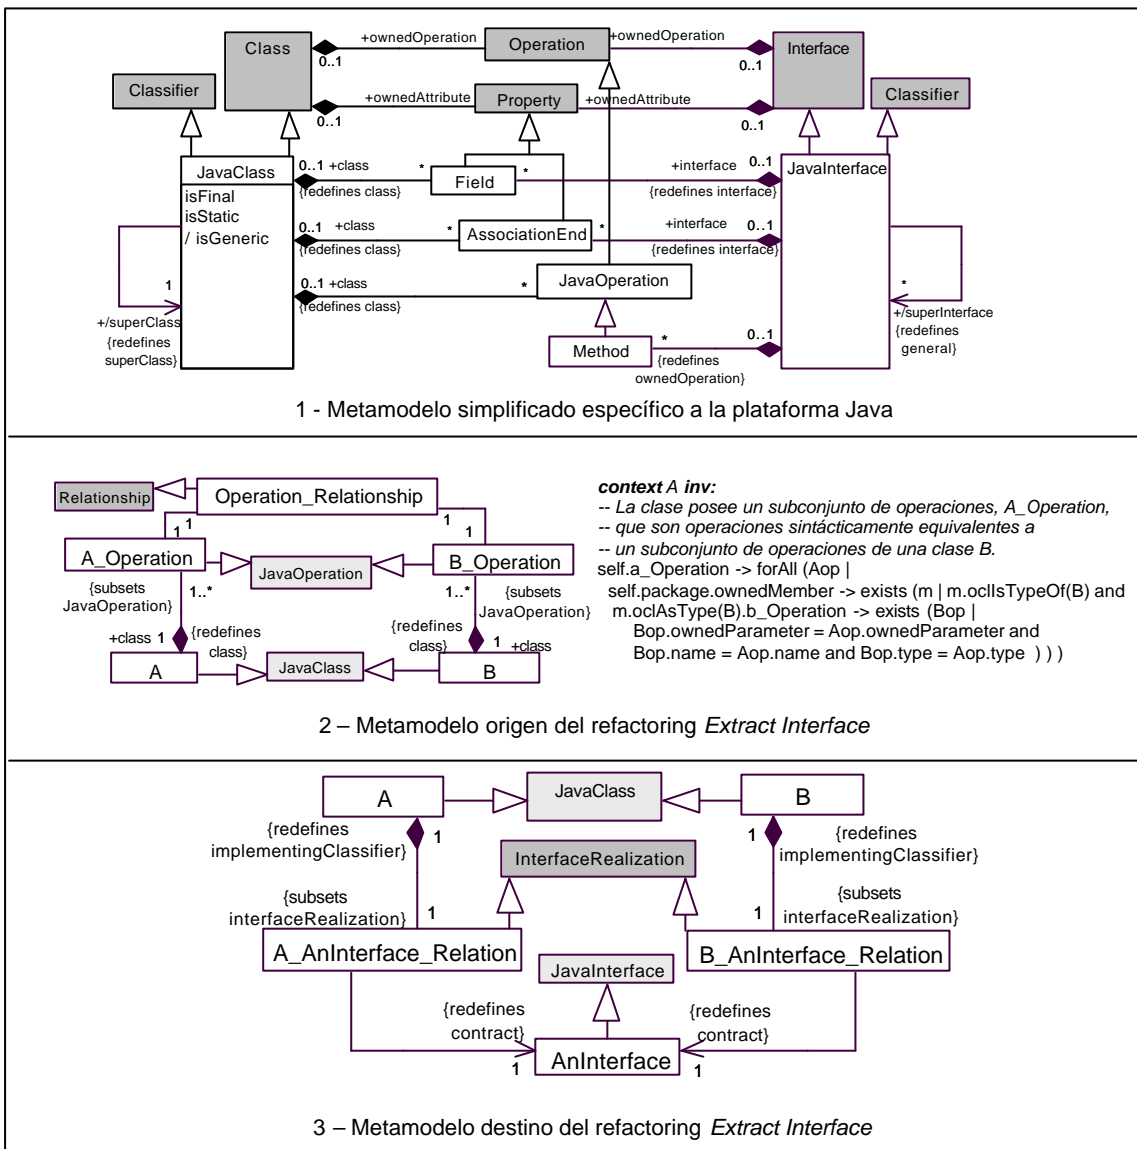 Class
+ownedOperation
Operation
+ownedOperation
Interface
0..1
0..1
Classifier
Classifier
+ownedAttribute
Property
+ownedAttribute
0..1
0..1
JavaClass
0..1 +class
*
Field
*
+interface
0..1
JavaInterface
{redefines class}
{redefines interface}
isFinal
isStatic
/ isGeneric
0..1
+class
*
AssociationEnd
*
+interface
0..1
{redefines class}
{redefines interface}
0..1 +class
*
JavaOperation
{redefines class}
1
*
+/superClass
{redefines
superClass}
+/superInterface
{redefines
general}
Method
*
0..1
{redefines
ownedOperation}
1 - Metamodelo simplificado específico a la plataforma Java
Relationship
Operation_Relationship
1
1
1
1
A_Operation
JavaOperation
B_Operation
{subsets
JavaOperation}
1..*
1..*
{subsets
JavaOperation}
+class 1
{redefines
class}
{redefines
class}
1
+class
A
JavaClass
B
context A inv:
-- La clase posee un subconjunto de operaciones, A_Operation,
-- que son operaciones sintácticamente equivalentes a
-- un subconjunto de operaciones de una clase B.
self.a_Operation -> forAll (Aop |
self.package.ownedMember -> exists (m | m.oclIsTypeOf(B) and
m.oclAsType(B).b_Operation -> exists (Bop |
Bop.ownedParameter = Aop.ownedParameter and
Bop.name = Aop.name and Bop.type = Aop.type ) ) )
2 – Metamodelo origen del refactoring Extract Interface
A
JavaClass
B
{redefines
implementingClassifier}
1
1
{redefines
implementingClassifier}
InterfaceRealization
{subsets
interfaceRealization}
1
1
{subsets
interfaceRealization}
A_AnInterface_Relation
B_AnInterface_Relation
JavaInterface
{redefines
contract}
{redefines
contract}
1
AnInterface
1
3 – Metamodelo destino del refactoring Extract Interface